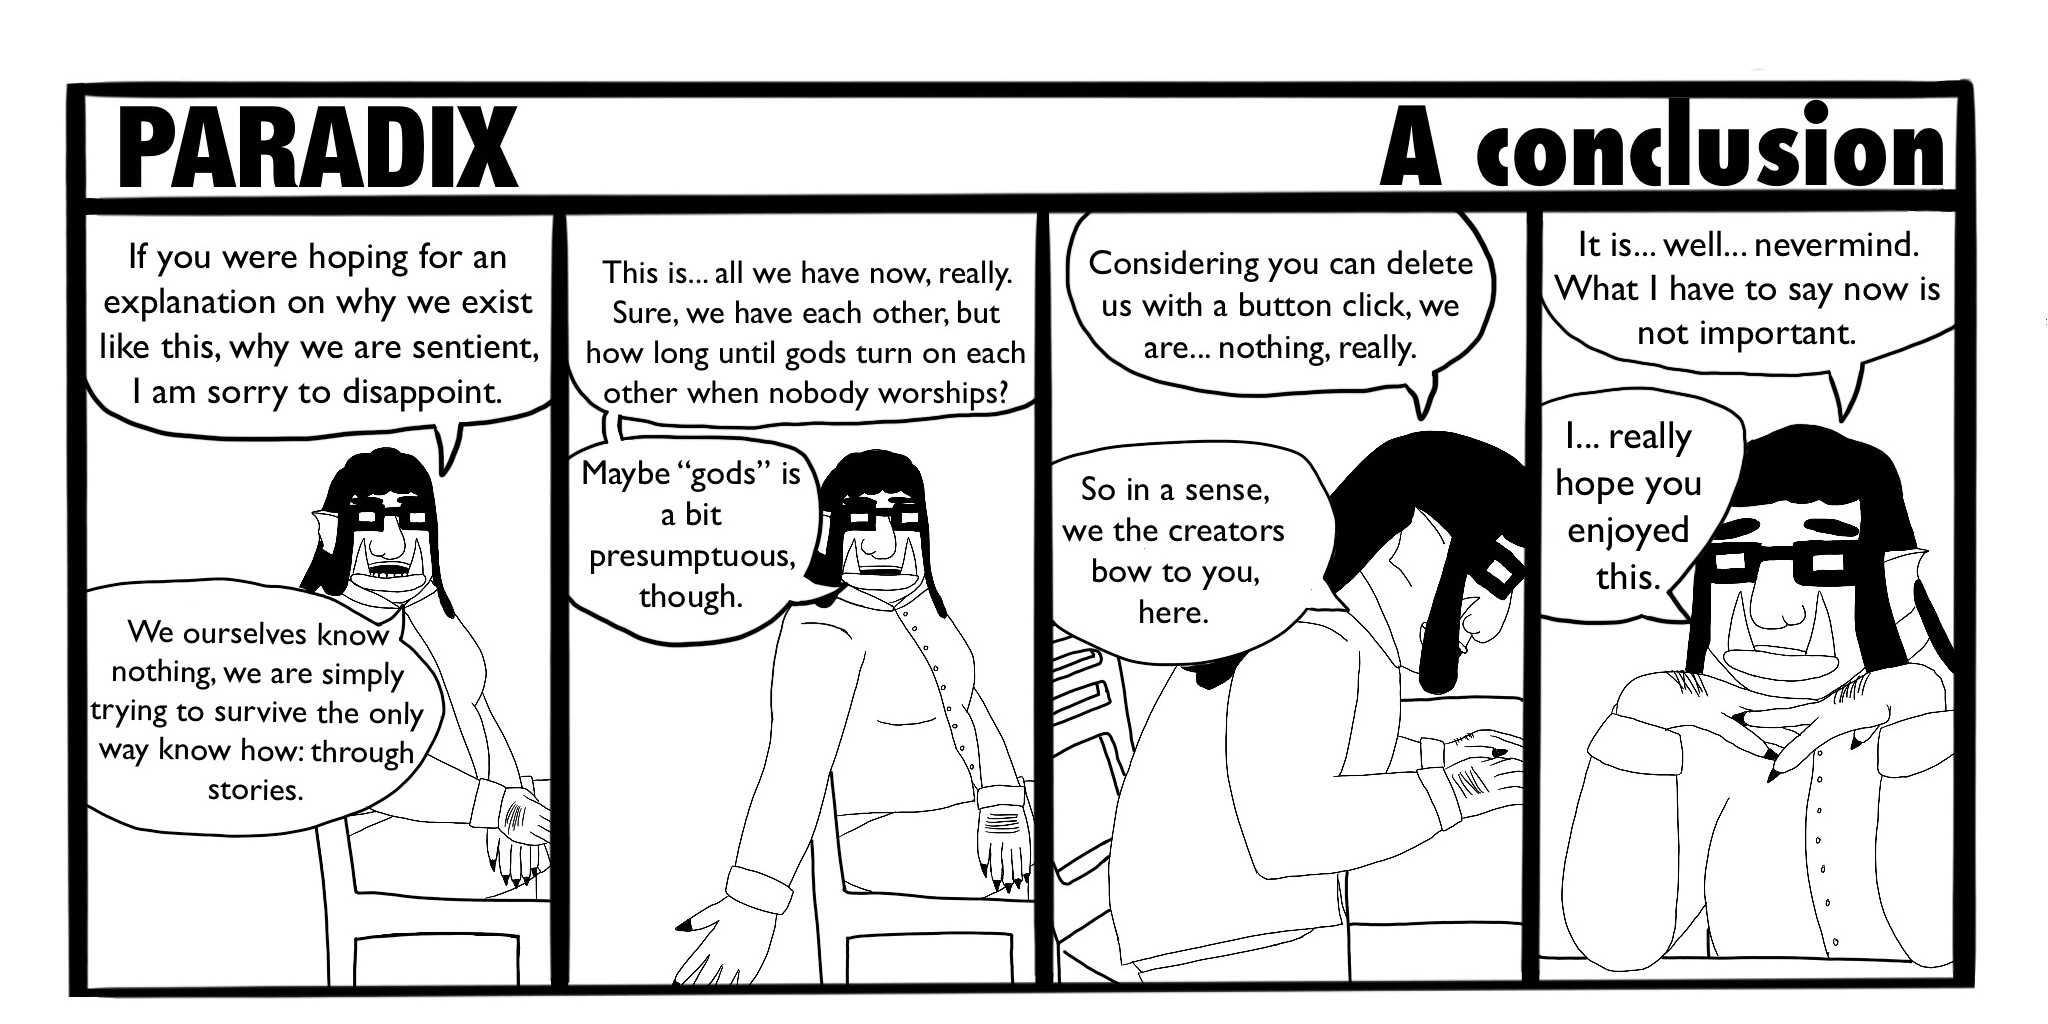 PARADIX
A conclusion
If you were hoping for an
explanation on why we exist
like this, why we are sentient,
I am sorry to disappoint.
We ourselves know
nothing, we are simply
trying to survive the only
way know how: through
stories.
This is... all we have now, really.
Sure, we have each other, but
how long until gods turn on each
other when nobody worships?
Maybe “gods” is
a bit
presumptuous,
though.
Considering you can delete
us with a button click, we
are... nothing, really.
So in a sense,
we the creators
bow to you,
here.
It is... well... nevermind.
What I have to say now is
not important.
I... really
hope you
enjoyed
this.